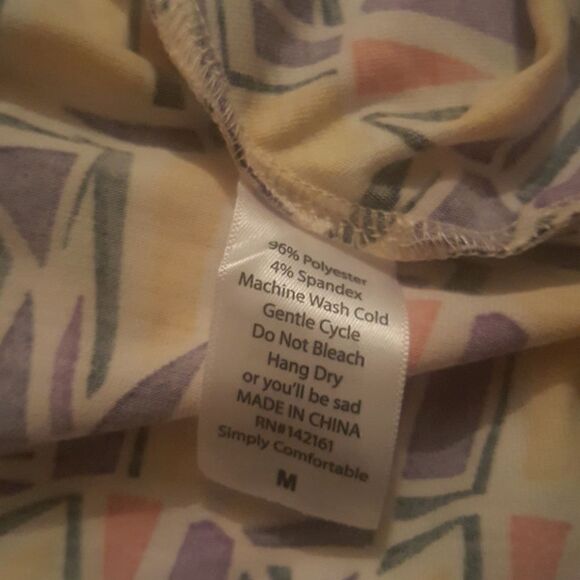 96% Polyester
4% Spandex
Machine Wash Cold
Gentle Cycle
Do Not Bleach
Hang Dry
or you'll be sad
MADE IN CHINA
RN#142161
Simply Comfortable
M